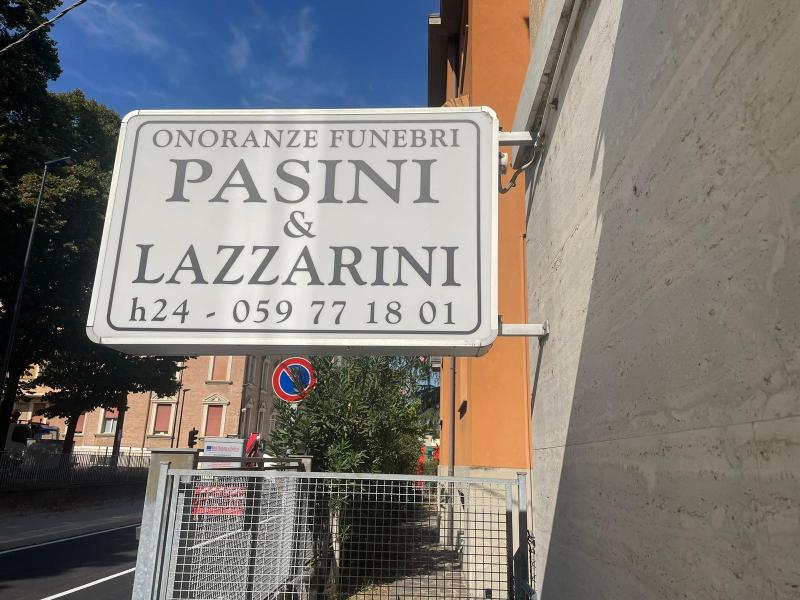 ONORANZE FUNEBRI
PASINI
&
LAZZARINI
h24 - 059 77 18 01